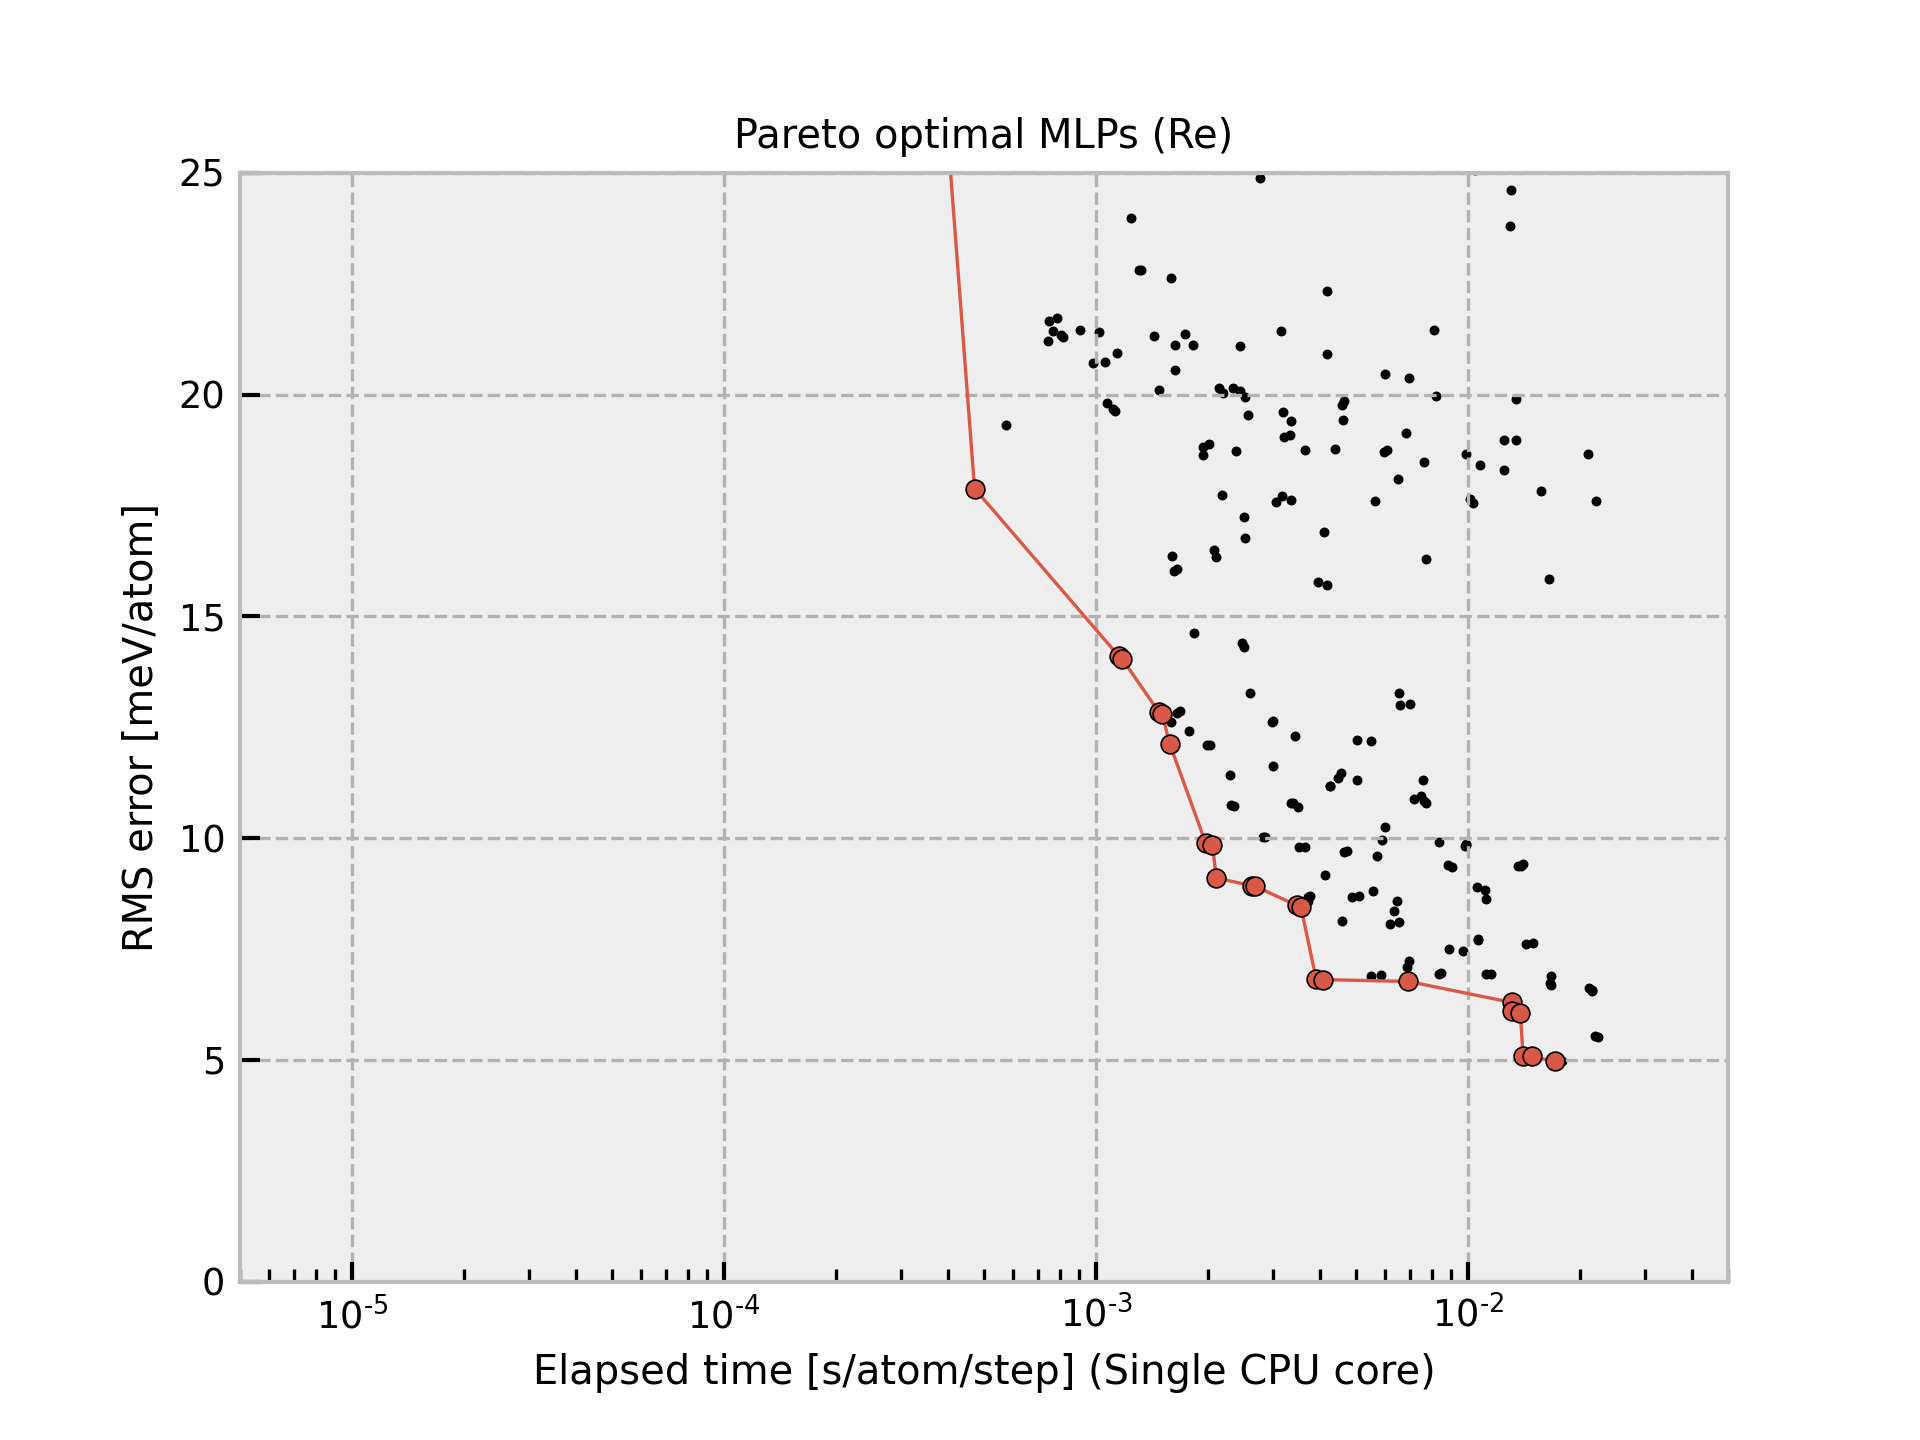 Pareto optimal MLPs (Re)
25
20
15
10
5
0
RMS error [meV/atom]
10-5 10-4 10-3 10-2
Elapsed time [s/atom/step] (Single CPU core)